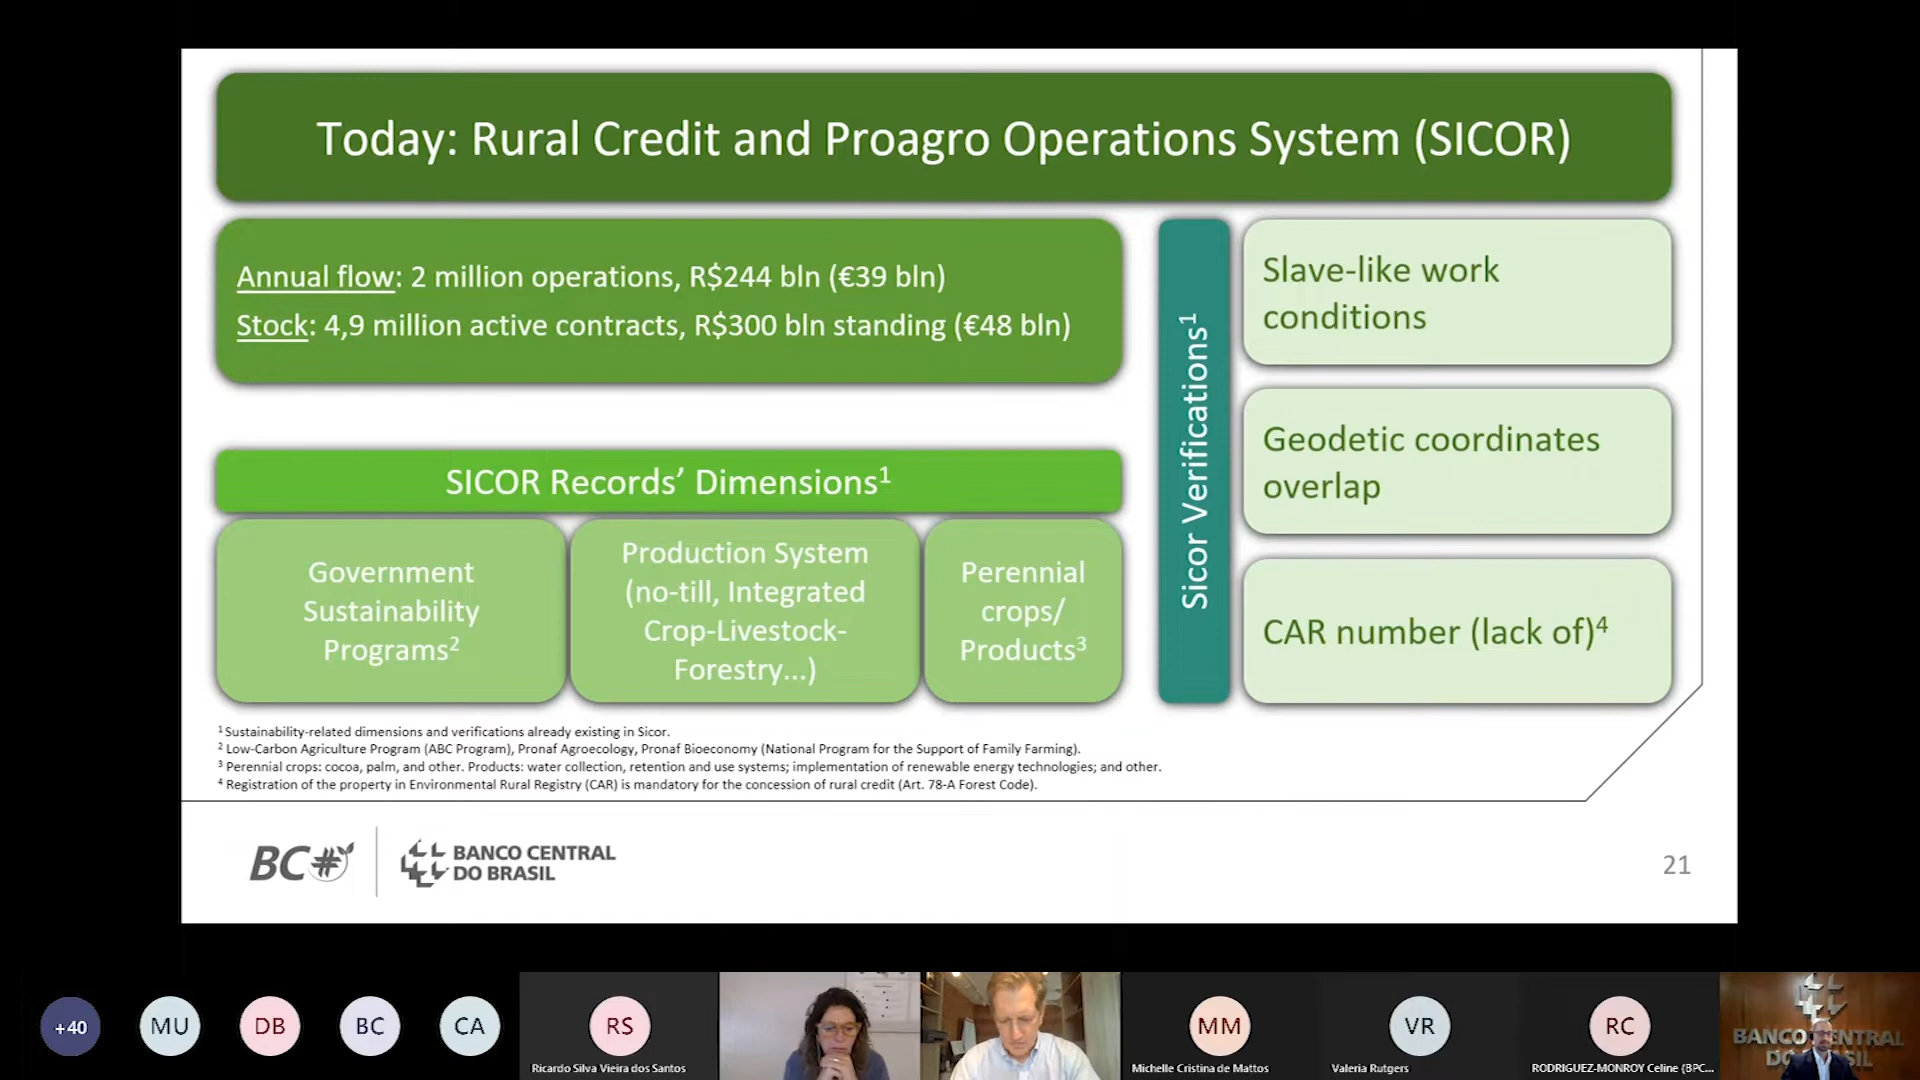 Today: Rural Credit and Proagro Operations System (SICOR)
Annual flow: 2 million operations, R$244 bln (€39 bln)
Stock: 4,9 million active contracts, R$300 bln standing (€48 bln)
SICOR Records’ Dimensions¹
Government
Sustainability
Programs²
Production System
(no-till, Integrated
Crop-Livestock-
Forestry...)
Perennial
crops/
Products³
Sicor Verifications¹
Slave-like work
conditions
Geodetic coordinates
overlap
CAR number (lack of)⁴
¹ Sustainability-related dimensions and verifications already existing in Sicor.
² Low-Carbon Agriculture Program (ABC Program), Pronaf Agroecology, Pronaf Bioeconomy (National Program for the Support of Family Farming).
³ Perennial crops: cocoa, palm, and other. Products: water collection, retention and use systems; implementation of renewable energy technologies; and other.
⁴ Registration of the property in Environmental Rural Registry (CAR) is mandatory for the concession of rural credit (Art. 78-A Forest Code).
BC#
BANCO CENTRAL
DO BRASIL
21
+40
MU
DB
BC
CA
RS
Ricardo Silva Vieira dos Santos
MM
Michelle Cristina de Mattos
VR
Valeria Rutgers
RC
RODRIGUEZ-MONROY Celine (BPC...
BANCO CENTRAL
DO BRASIL